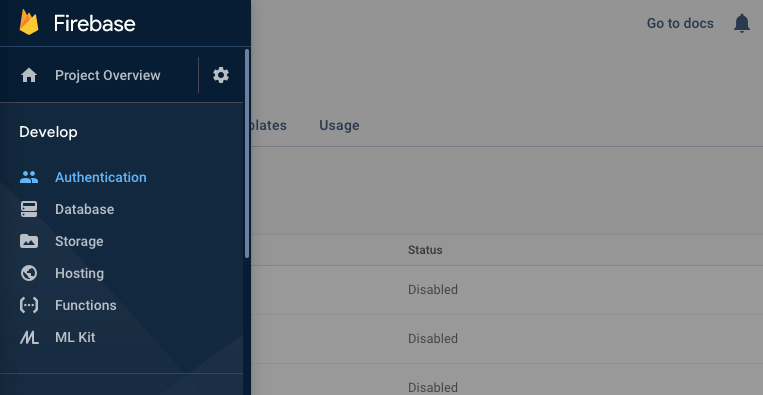 Firebase
Go to docs
Project Overview
Develop
Usage
Authentication
Database
Storage
Hosting
Functions
ML Kit
Status
Disabled
Disabled
Disabled